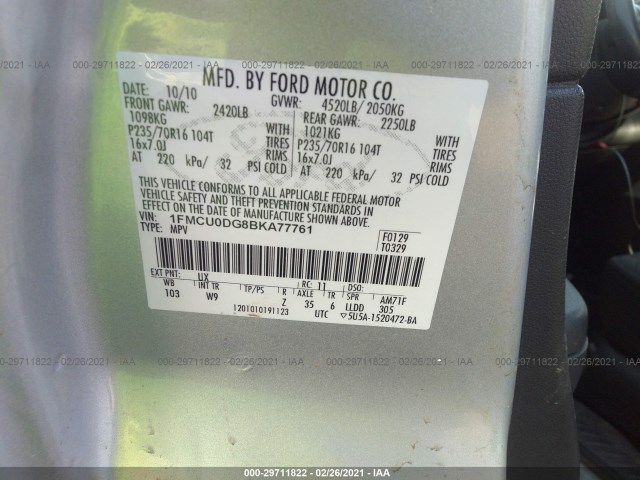 000-29711822 - 02/26/2021 - IAA
MFD. BY FORD MOTOR CO.
DATE: 10/10 GVWR: 4520LB/ 2050KG
FRONT GAWR: 2420LB REAR GAWR: 2250LB
1098KG WITH 1021KG WITH
P235/70R16 104T TIRES P235/70R16 104T TIRES
16x7.0J RIMS 16x7.0J RIMS
AT 220 kPa/ 32 PSI COLD AT 220 kPa/ 32 PSI COLD
THIS VEHICLE CONFORMS TO ALL APPLICABLE FEDERAL MOTOR
VEHICLE SAFETY AND THEFT PREVENTION STANDARDS IN
EFFECT ON THE DATE OF MANUFACTURE SHOWN ABOVE.
VIN: 1FMCU0DG8BKA77761
TYPE: MPV
F0129
T0329
EXT PNT: UX RC: 11 DSO:
WB INT TR TP/PS R AXLE TR SPR AM71F
103 W9 Z 35 6 LLDD 305
1201010191123 UTC ▽5U5A-1520472-BA
000-29711822 - 02/26/2021 - IAA